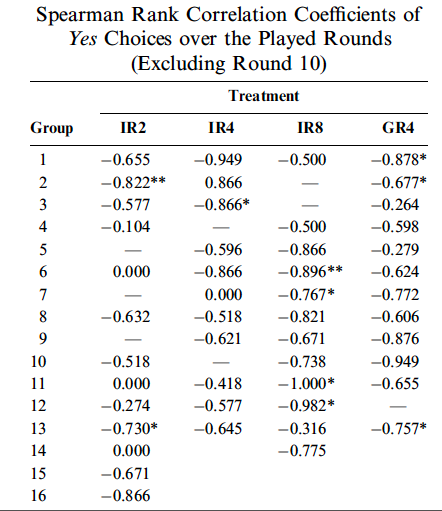 Spearman Rank Correlation Coefficients of
Yes Choices over the Played Rounds
(Excluding Round 10)
Treatment
Group IR2 IR4 IR8 GR4
1 −0.655 −0.949 −0.500 −0.878*
2 −0.822** 0.866 — −0.677*
3 −0.577 −0.866* — −0.264
4 −0.104 — −0.500 −0.598
5 — −0.596 −0.866 −0.279
6 0.000 −0.866 −0.896** −0.624
7 — 0.000 −0.767* −0.772
8 −0.632 −0.518 −0.821 −0.606
9 — −0.621 −0.671 −0.876
10 −0.518 — −0.738 −0.949
11 0.000 −0.418 −1.000* −0.655
12 −0.274 −0.577 −0.982* —
13 −0.730* −0.645 −0.316 −0.757*
14 0.000 −0.775
15 −0.671
16 −0.866